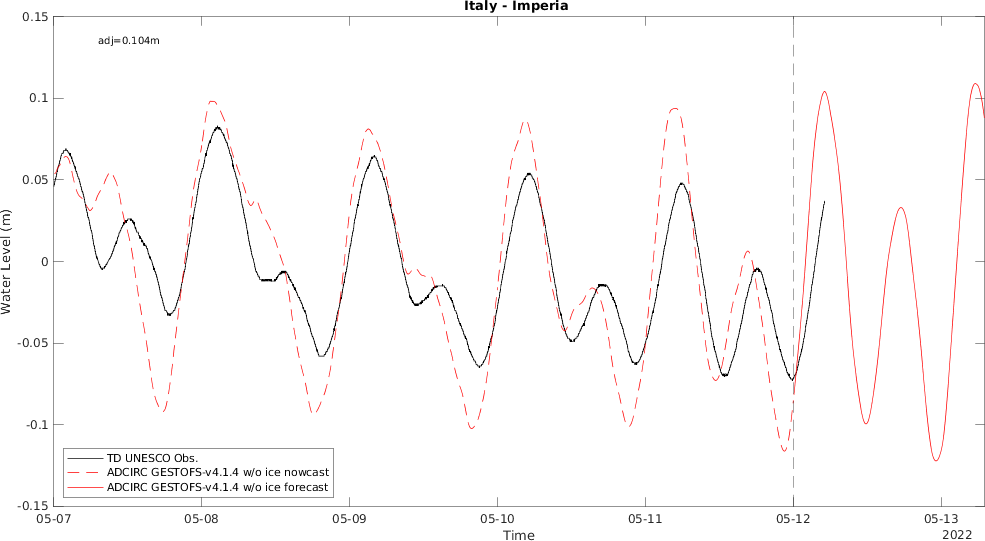 Italy - Imperia
adj=0.104m
0.15
0.1
0.05
0
-0.05
-0.1
-0.15
Water Level (m)
TD UNESCO Obs.
ADCIRC GESTOFS-v4.1.4 w/o ice nowcast
ADCIRC GESTOFS-v4.1.4 w/o ice forecast
05-07 05-08 05-09 05-10 05-11 05-12 05-13
Time
2022